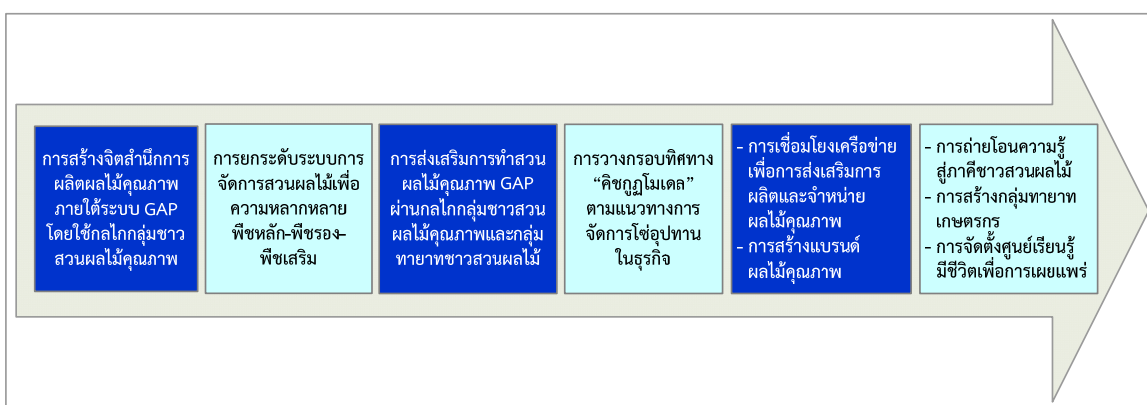 การสร้างจิตสำนึกการ
ผลิตผลไม้คุณภาพ
ภายใต้ระบบ GAP
โดยใช้กลไกกลุ่มชาว
สวนผลไม้คุณภาพ
การยกระดับระบบการ
จัดการสวนผลไม้เพื่อ
ความหลากหลาย
พืชหลัก-พืชรอง-
พืชเสริม
การส่งเสริมการทำสวน
ผลไม้คุณภาพ GAP
ผ่านกลไกกลุ่มชาวสวน
ผลไม้คุณภาพและกลุ่ม
ทายาทชาวสวนผลไม้
การวางกรอบทิศทาง
“คิชกูฏโมเดล”
ตามแนวทางการ
จัดการโซ่อุปทาน
ในธุรกิจ
- การเชื่อมโยงเครือข่าย
เพื่อการส่งเสริมการ
ผลิตและจำหน่าย
ผลไม้คุณภาพ
- การสร้างแบรนด์
ผลไม้คุณภาพ
- การถ่ายโอนความรู้
สู่ภาคีชาวสวนผลไม้
- การสร้างกลุ่มทายาท
เกษตรกร
- การจัดตั้งศูนย์เรียนรู้
มีชีวิตเพื่อการเผยแพร่